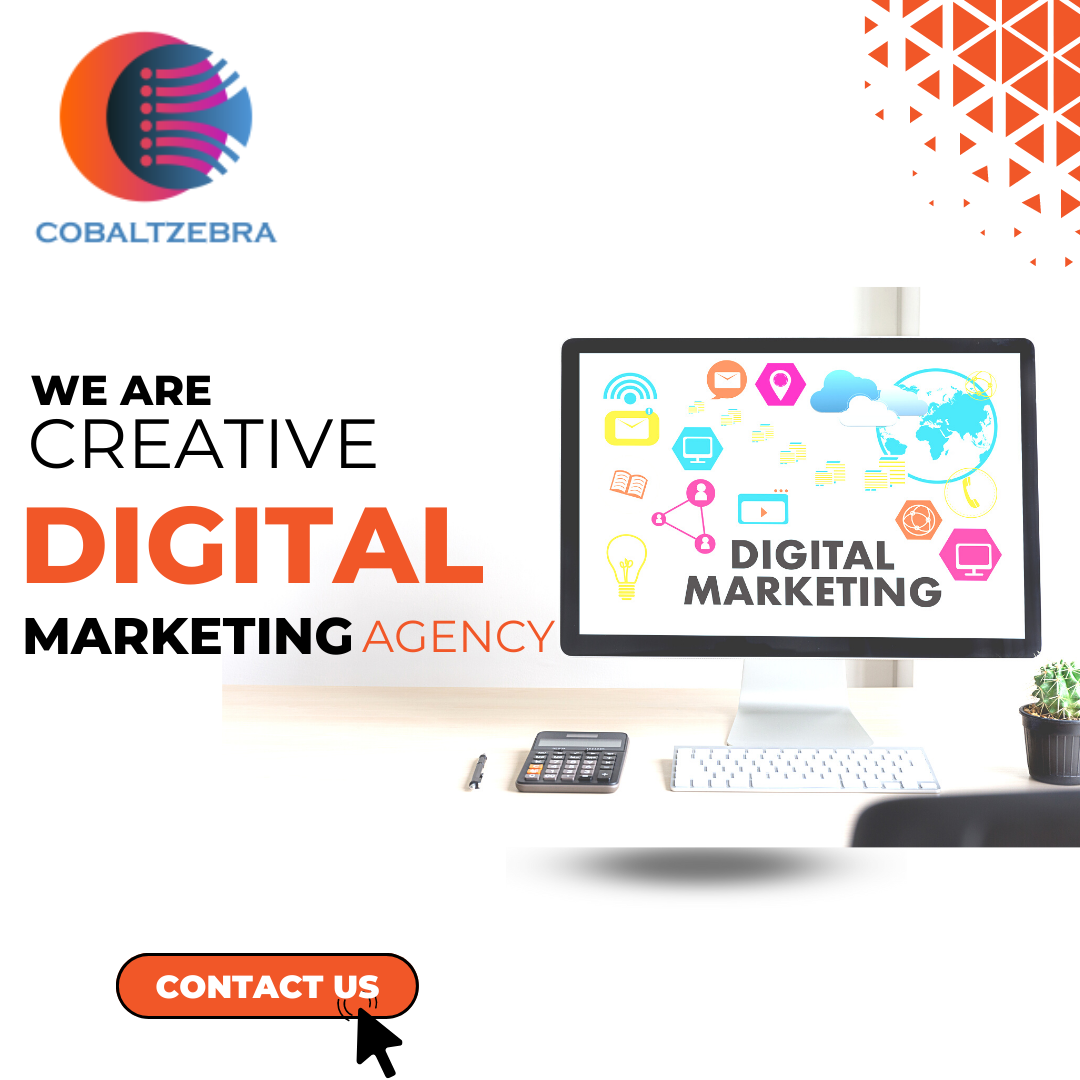 COBALTZEBRA
WE ARE
CREATIVE
DIGITAL
MARKETING AGENCY
DIGITAL
MARKETING
CONTACT US